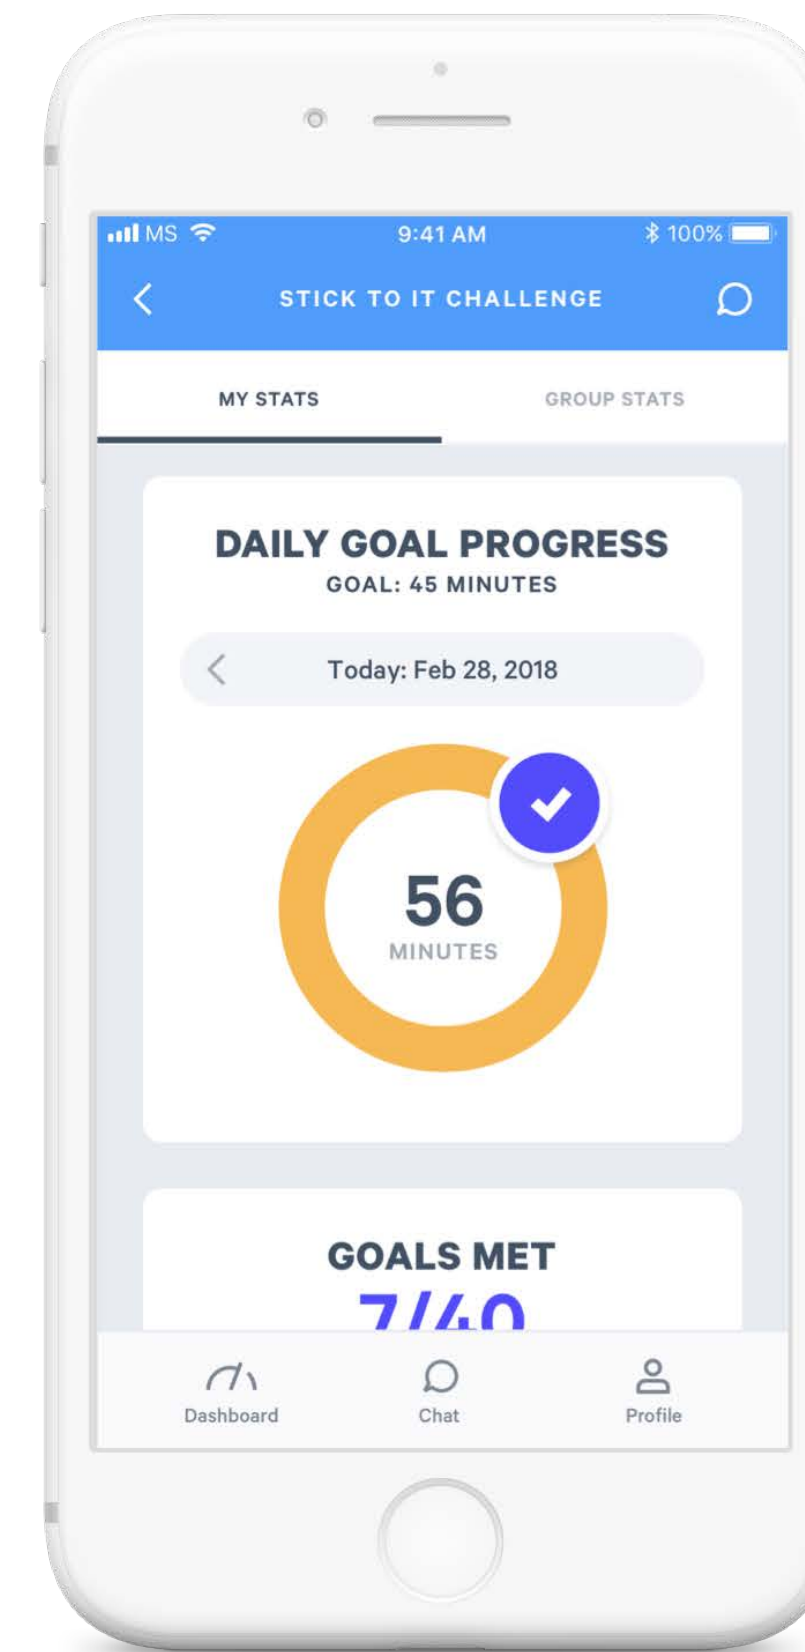 MS 9:41 AM 100%
STICK TO IT CHALLENGE
MY STATS GROUP STATS
DAILY GOAL PROGRESS
GOAL: 45 MINUTES
Today: Feb 28, 2018
56
MINUTES
GOALS MET
7/40
Dashboard Chat Profile